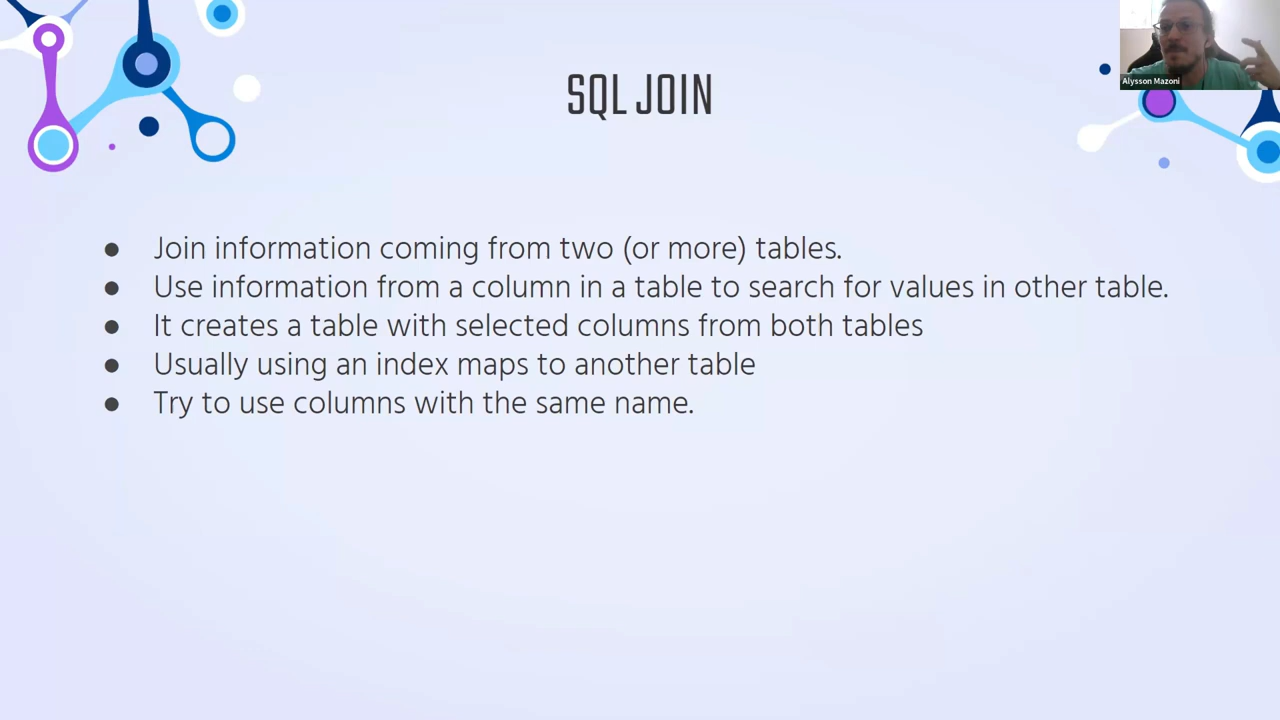 SQL JOIN
Alysson Mazoni
● Join information coming from two (or more) tables.
● Use information from a column in a table to search for values in other table.
● It creates a table with selected columns from both tables
● Usually using an index maps to another table
● Try to use columns with the same name.